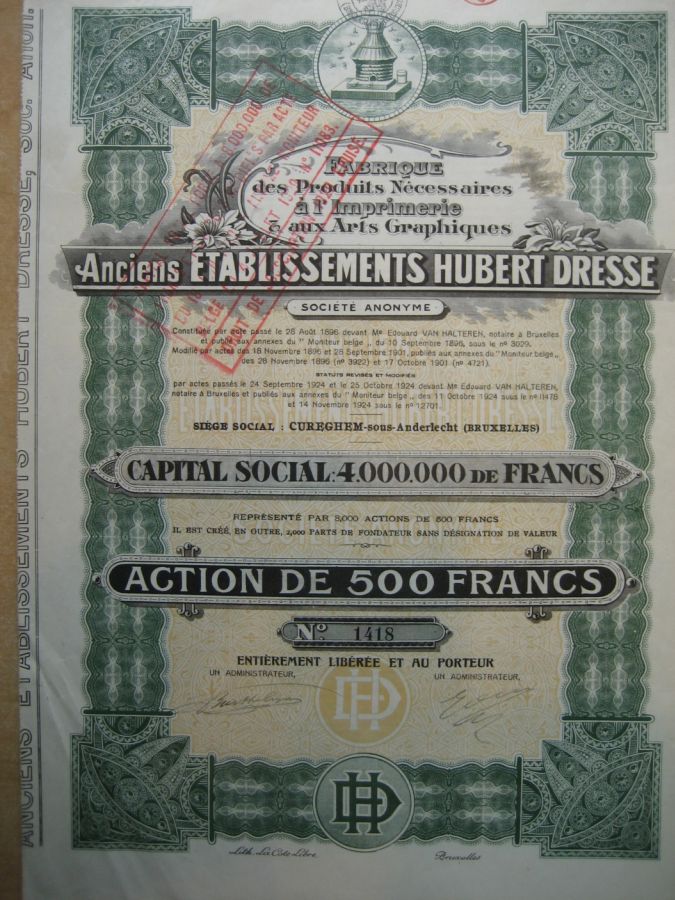 FABRIQUE
des Produits Nécessaires
à l'Imprimerie
& aux Arts Graphiques
Anciens ETABLISSEMENTS HUBERT DRESSE
SOCIÉTÉ ANONYME
Constituée par acte passé le 28 Août 1896 devant Me Edouard VAN HALTEREN, notaire à Bruxelles
et publié aux annexes du "Moniteur belge„ du 10 Septembre 1896, sous le no 3029.
Modifié par actes des 18 Novembre 1896 et 28 Septembre 1901, publiés aux annexes du "Moniteur belge„,
des 28 Novembre 1896 (no 3922) et 17 Octobre 1901 (no 4721).
STATUTS REVISÉS ET MODIFIÉS
par actes passés le 24 Septembre 1924 et le 25 Octobre 1924 devant Me Edouard VAN HALTEREN,
notaire à Bruxelles et publiés aux annexes du "Moniteur belge„ des 11 Octobre 1924 sous le no 11478
et 14 Novembre 1924 sous le no 12701.
SIÈGE SOCIAL : CUREGHEM-sous-Anderlecht (BRUXELLES)
CAPITAL SOCIAL: 4.000.000 DE FRANCS
REPRÉSENTÉ PAR 8,000 ACTIONS DE 500 FRANCS
IL EST CRÉÉ, EN OUTRE, 2,000 PARTS DE FONDATEUR SANS DÉSIGNATION DE VALEUR
ACTION DE 500 FRANCS
No. 1418
ENTIÈREMENT LIBÉRÉE ET AU PORTEUR
UN ADMINISTRATEUR, UN ADMINISTRATEUR,
HD
HD
Lith. La Côte Libre Bruxelles
ANCIENS ETABLISSEMENTS HUBERT DRESSE, Soc. Anon.